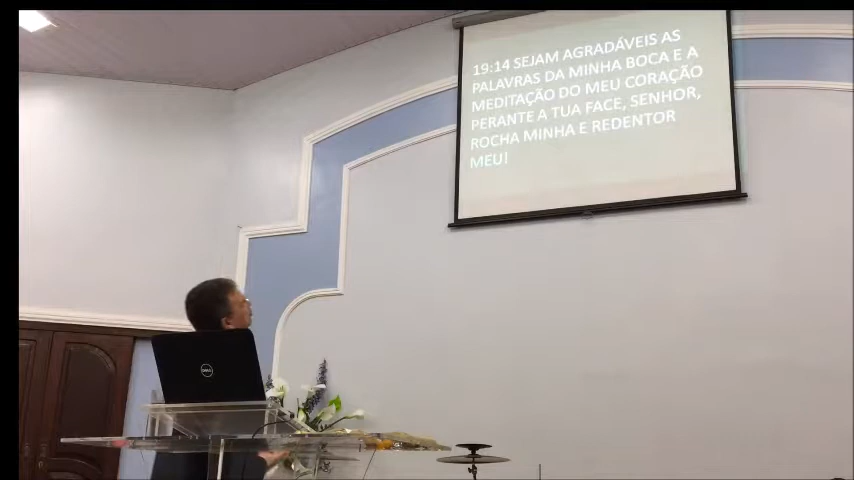 19:14 SEJAM AGRADÁVEIS AS
PALAVRAS DA MINHA BOCA E A
MEDITAÇÃO DO MEU CORAÇÃO
PERANTE A TUA FACE, SENHOR,
ROCHA MINHA E REDENTOR
MEU!
DELL